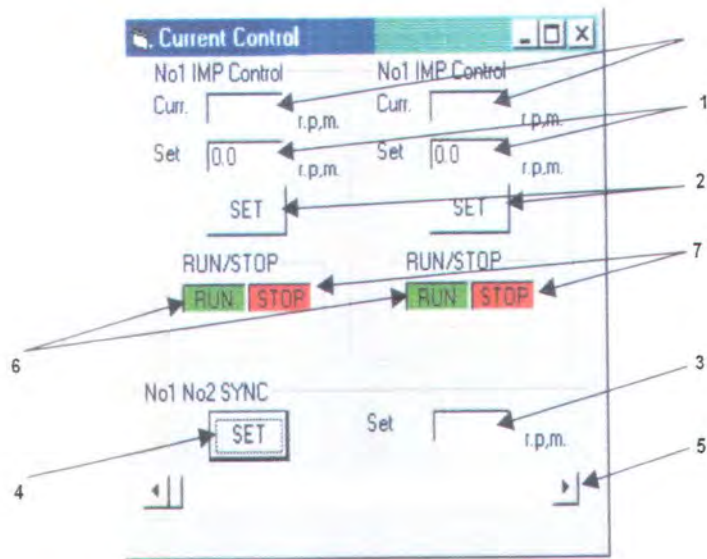 Current Control
No1 IMP Control No1 IMP Control
Curr. r.p,m. Curr. r.p,m.
1
Set 0.0 r.p,m. Set 0.0 r.p,m.
SET SET 2
RUN/STOP RUN/STOP 7
RUN STOP RUN STOP
6
3
No1 No2 SYNC
SET Set r.p,m.
5
4